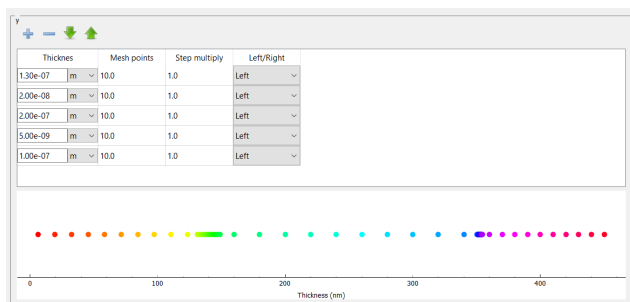 y
Thicknes Mesh points Step multiply Left/Right
1.30e-07 m 10.0 1.0 Left
2.00e-08 m 10.0 1.0 Left
2.00e-07 m 10.0 1.0 Left
5.00e-09 m 10.0 1.0 Left
1.00e-07 m 10.0 1.0 Left
0 100 200 300 400
Thickness (nm)